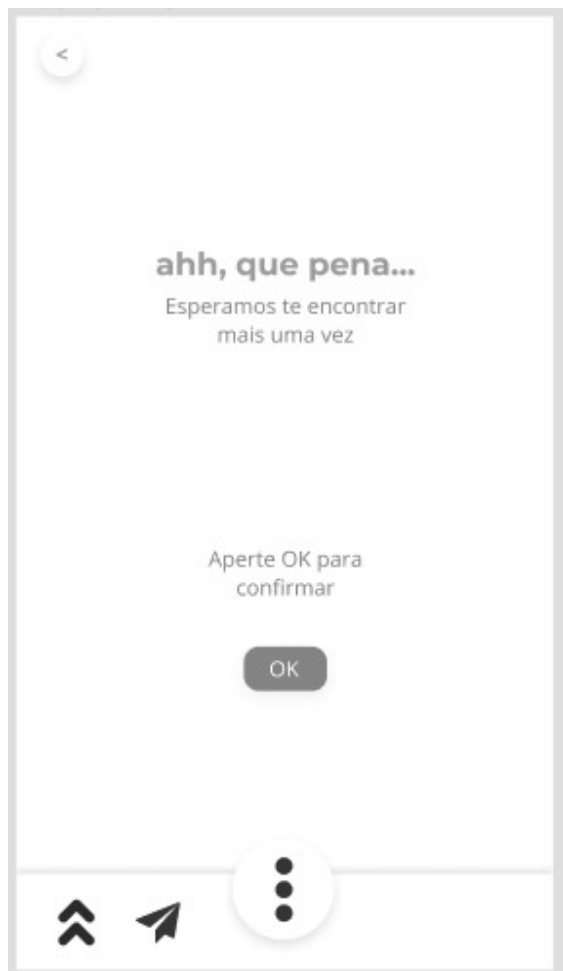 <
ahh, que pena...
Esperamos te encontrar
mais uma vez
Aperte OK para
confirmar
OK